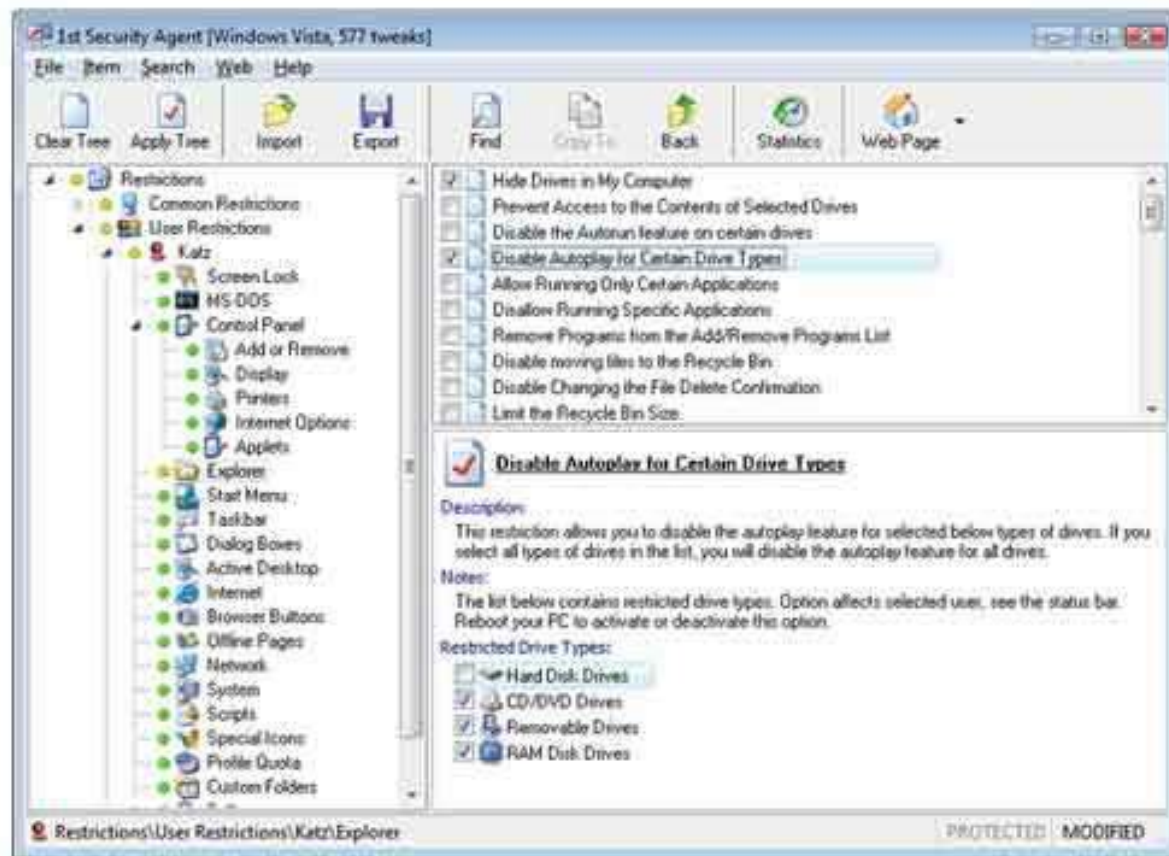 1st Security Agent [Windows Vista, 577 tweaks]
File Item Search Web Help
Clear Tree Apply Tree Import Export Find Copy To Back Statistics Web Page
Restrictions
Common Restrictions
User Restrictions
Katz
Screen Lock
MS-DOS
Control Panel
Add or Remove
Display
Printers
Internet Options
Applets
Explorer
Start Menu
Taskbar
Dialog Boxes
Active Desktop
Internet
Browser Buttons
Offline Pages
Network
System
Scripts
Special Icons
Profile Quota
Custom Folders
Hide Drives in My Computer
Prevent Access to the Contents of Selected Drives
Disable the Autorun feature on certain drives
Disable Autoplay for Certain Drive Types
Allow Running Only Certain Applications
Disallow Running Specific Applications
Remove Programs from the Add/Remove Programs List
Disable moving files to the Recycle Bin
Disable Changing the File Delete Confirmation
Limit the Recycle Bin Size
Disable Autoplay for Certain Drive Types
Description:
This restriction allows you to disable the autoplay feature for selected below types of drives. If you
select all types of drives in the list, you will disable the autoplay feature for all drives.
Notes:
The list below contains restricted drive types. Option affects selected user, see the status bar.
Reboot your PC to activate or deactivate this option.
Restricted Drive Types:
Hard Disk Drives
CD/DVD Drives
Removable Drives
RAM Disk Drives
Restrictions\User Restrictions\Katz\Explorer
PROTECTED MODIFIED